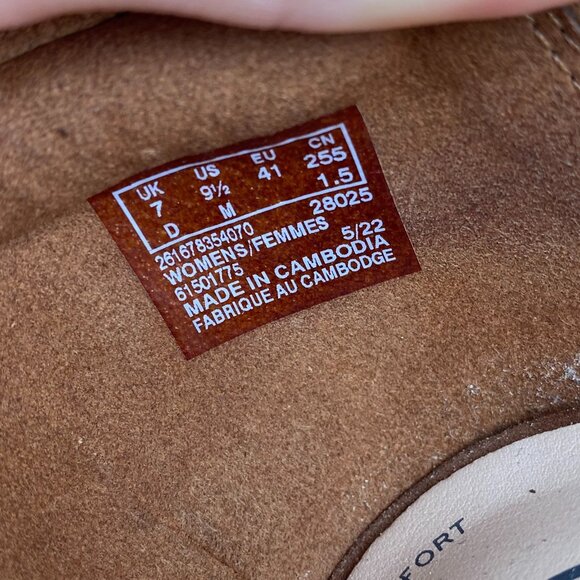 UK US EU CN
7 9½ 41 255
D M 1.5
261678354070 28025
WOMENS/FEMMES
61501775 5/22
MADE IN CAMBODIA
FABRIQUE AU CAMBODGE
FORT